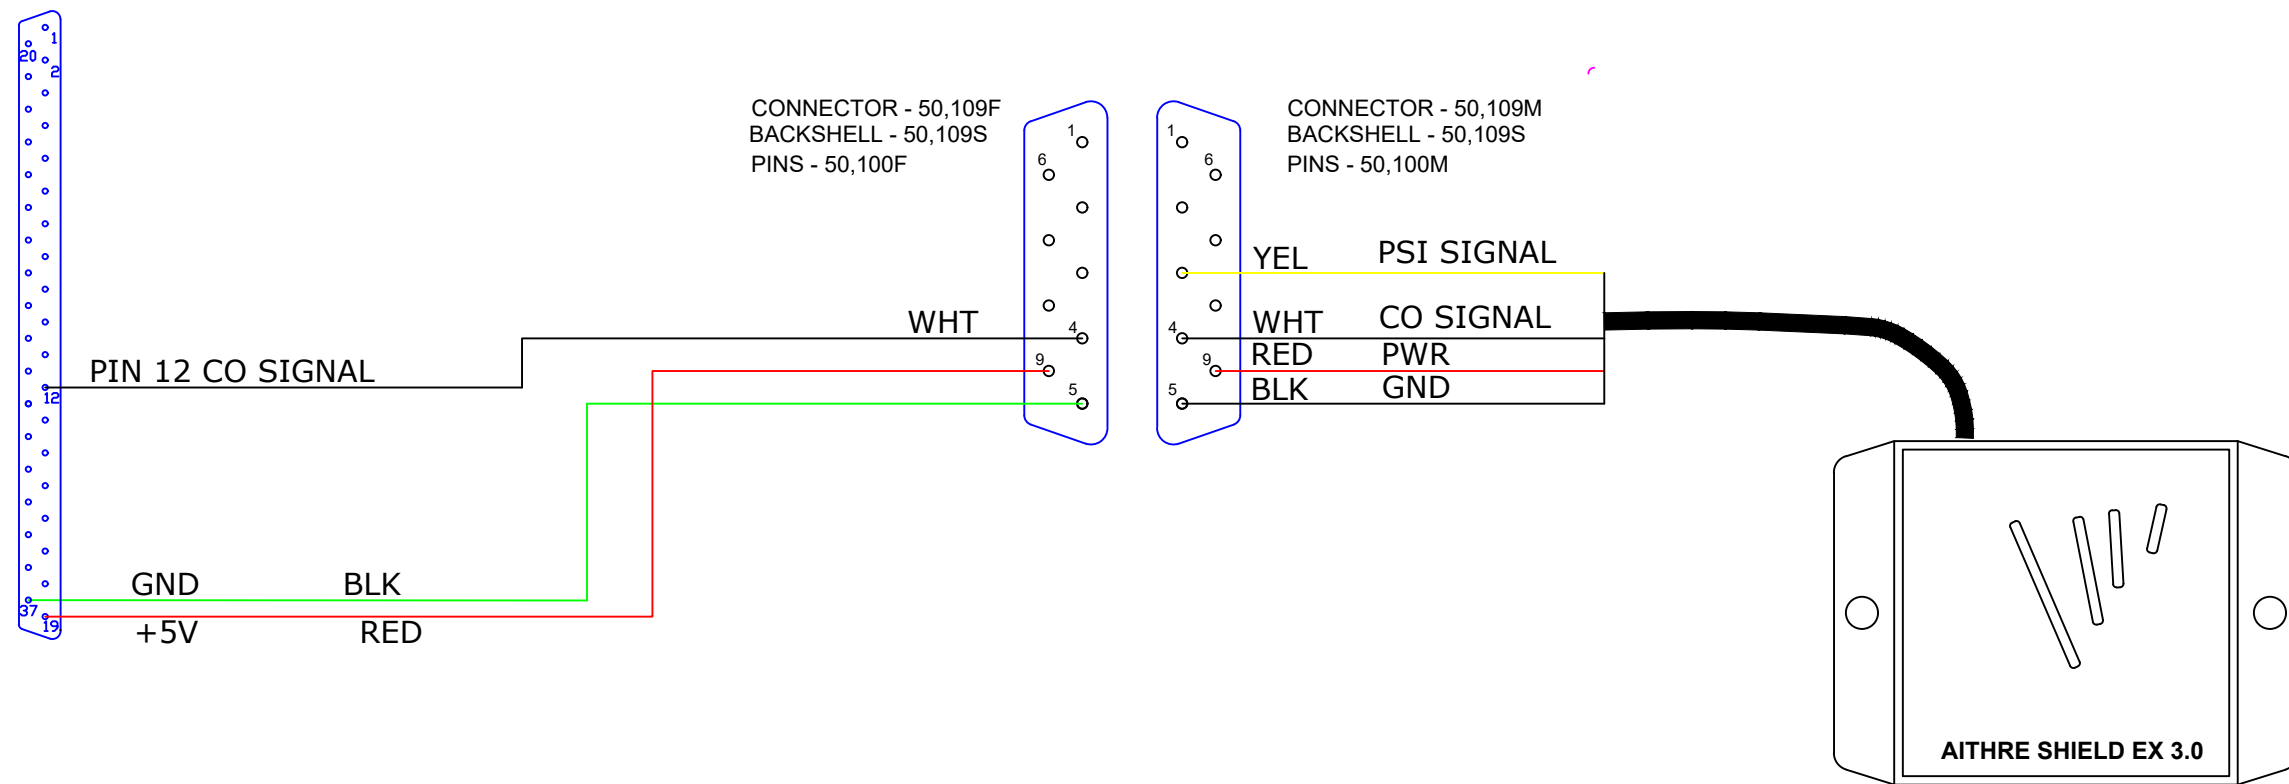 1
20
2
12
37
19
PIN 12 CO SIGNAL
GND BLK
+5V RED
WHT
CONNECTOR - 50,109F
BACKSHELL - 50,109S
PINS - 50,100F
1
6
4
9
5
CONNECTOR - 50,109M
BACKSHELL - 50,109S
PINS - 50,100M
1
6
4
9
5
YEL PSI SIGNAL
WHT CO SIGNAL
RED PWR
BLK GND
AITHRE SHIELD EX 3.0